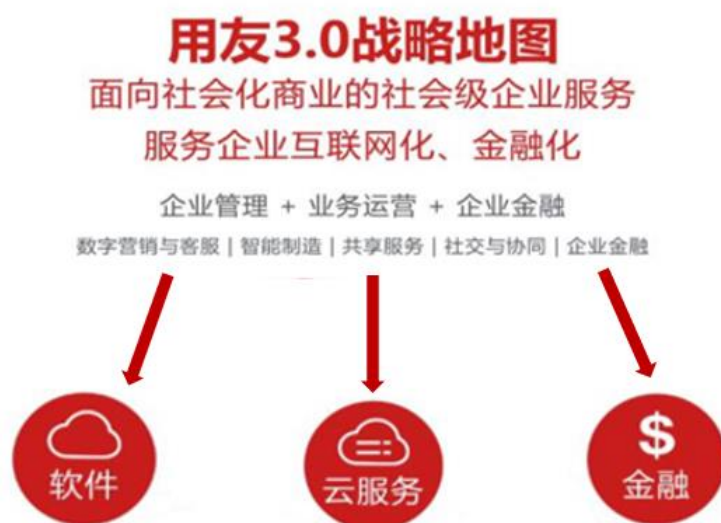 用友3.0战略地图
面向社会化商业的社会级企业服务
服务企业互联网化、金融化
企业管理 + 业务运营 + 企业金融
数字营销与客服 | 智能制造 | 共享服务 | 社交与协同 | 企业金融
软件
云服务
$
金融